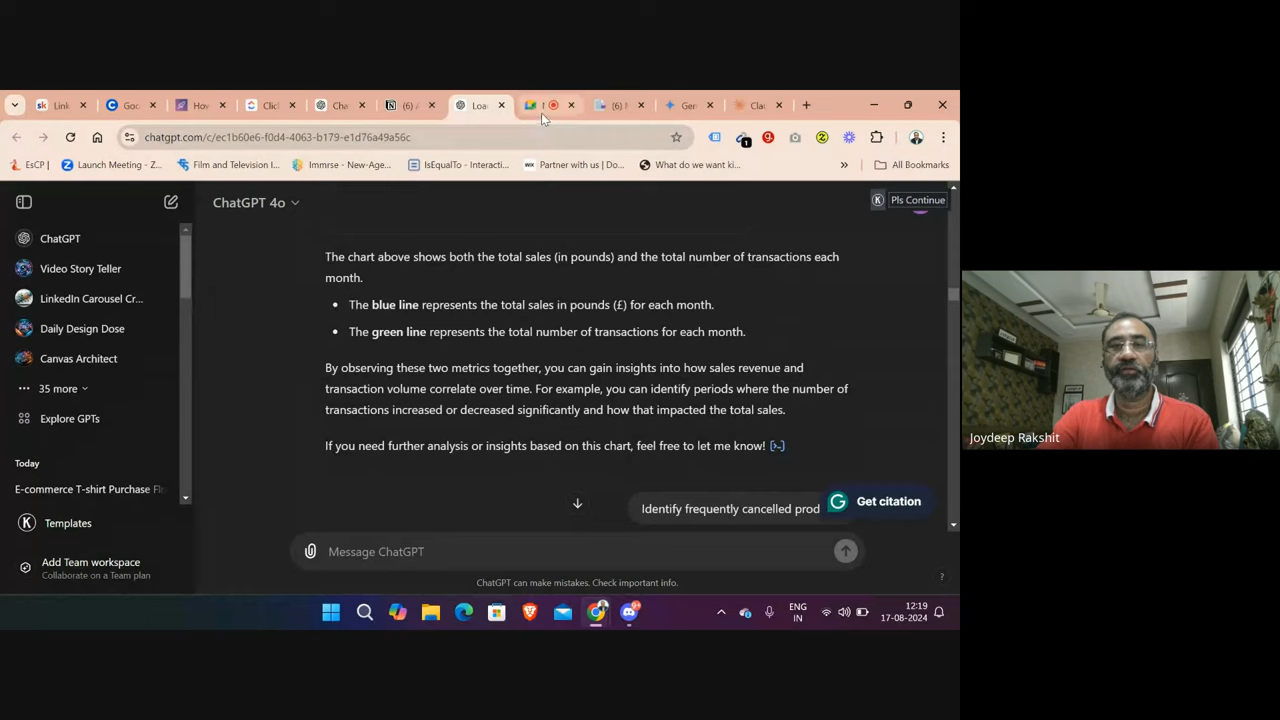 Link
Goo
Hov
Clicl
Cha
(6) /
Loa
(6) I
Gen
Clau
chatgpt.com/c/ec1b60e6-f0d4-4063-b179-e1d76a49a56c
1
EsCP |
Launch Meeting - Z...
Film and Television I...
Immrse - New-Age...
IsEqualTo - Interacti...
WIX
Partner with us | Do...
What do we want ki...
»
All Bookmarks
ChatGPT 4o
K Pls Continue
ChatGPT
Video Story Teller
LinkedIn Carousel Cr...
Daily Design Dose
Canvas Architect
... 35 more
Explore GPTs
Today
E-commerce T-shirt Purchase Fl
K Templates
Add Team workspace
Collaborate on a Team plan
The chart above shows both the total sales (in pounds) and the total number of transactions each
month.
• The blue line represents the total sales in pounds (£) for each month.
• The green line represents the total number of transactions for each month.
By observing these two metrics together, you can gain insights into how sales revenue and
transaction volume correlate over time. For example, you can identify periods where the number of
transactions increased or decreased significantly and how that impacted the total sales.
If you need further analysis or insights based on this chart, feel free to let me know! [>-]
Identify frequently cancelled prod
Get citation
Message ChatGPT
ChatGPT can make mistakes. Check important info.
?
ENG
IN
12:19
17-08-2024
Joydeep Rakshit